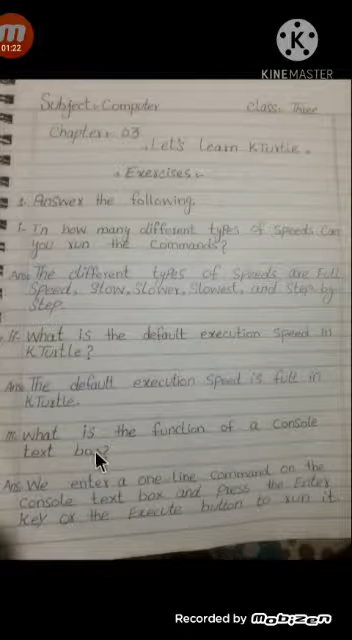 01:22
K
KINEMASTER
Subject:- Computer Class:- Three
Chapter:- 03
Let's Learn KTurtle.
Exercises
1. Answer the following.
i- In how many different types of speeds can
you run the commands?
Ans: The different types of speeds are Full
Speed, Slow, Slower, Slowest, and Step by
Step.
ii- What is the default execution speed in
KTurtle?
Ans: The default execution speed is full in
KTurtle.
iii. What is the function of a console
text box?
Ans: We enter a one line command on the
console text box and press the Enter
key or the Execute button to run it.
Recorded by Mobizen